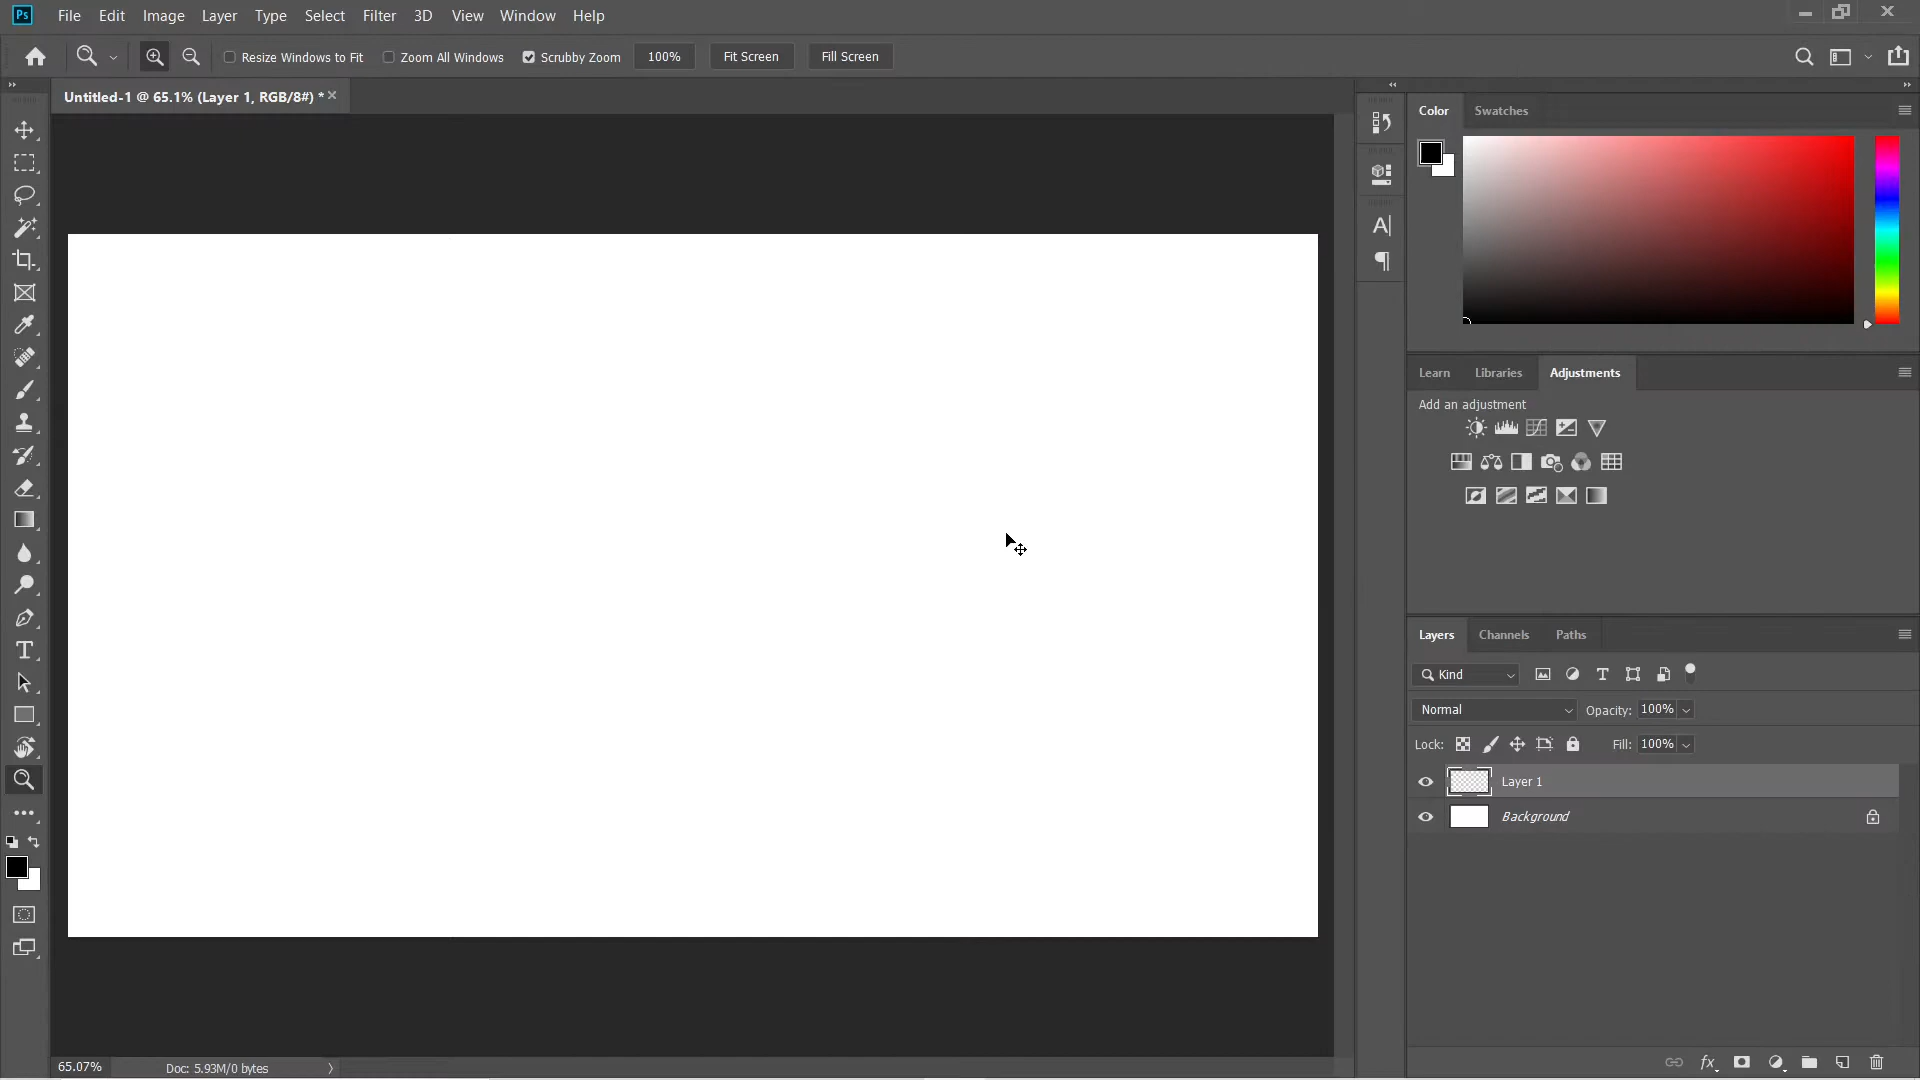 Ps File Edit Image Layer Type Select Filter 3D View Window Help
Resize Windows to Fit Zoom All Windows Scrubby Zoom 100% Fit Screen Fill Screen
Untitled-1 @ 65.1% (Layer 1, RGB/8#) *
Color Swatches
Learn Libraries Adjustments
Add an adjustment
Layers Channels Paths
Kind
Normal Opacity: 100%
Lock: Fill: 100%
Layer 1
Background
65.07% Doc: 5.93M/0 bytes